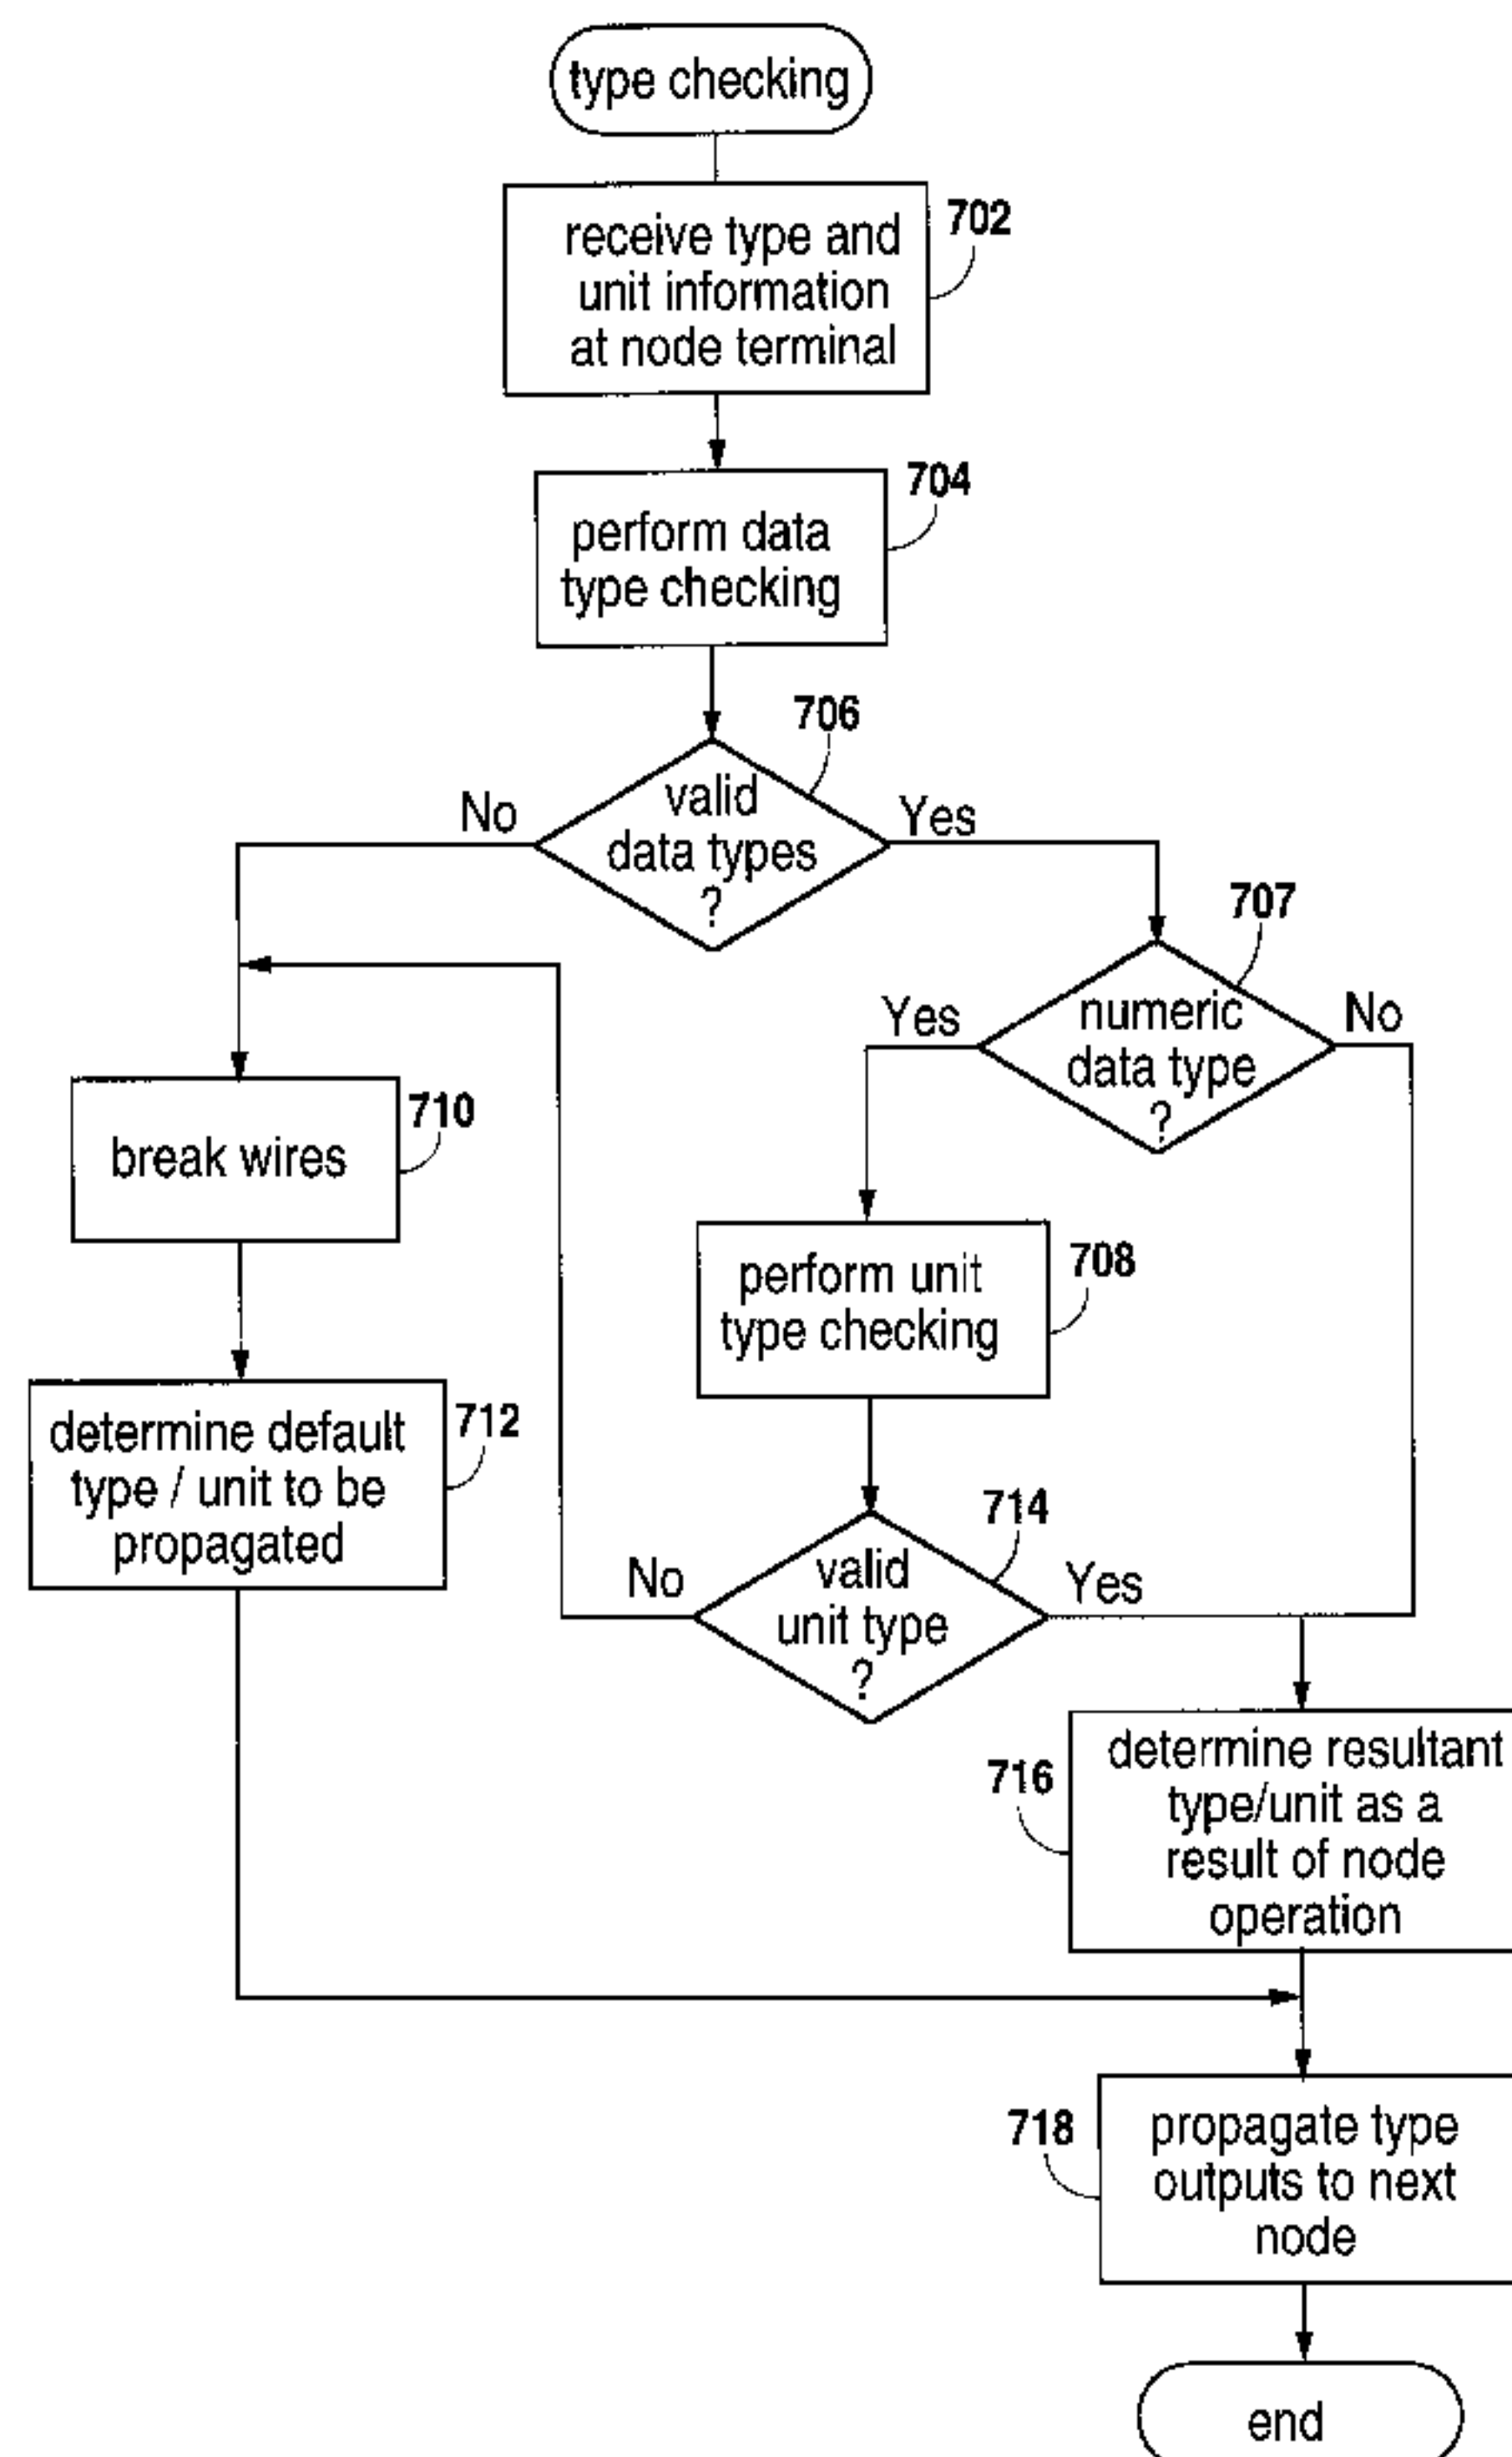 type checking
702
receive type and
unit information
at node terminal
704
perform data
type checking
706
No
valid
data types
?
Yes
707
Yes
numeric
data type
?
No
710
break wires
708
perform unit
type checking
712
determine default
type / unit to be
propagated
714
No
valid
unit type
?
Yes
716
determine resultant
type/unit as a
result of node
operation
718
propagate type
outputs to next
node
end